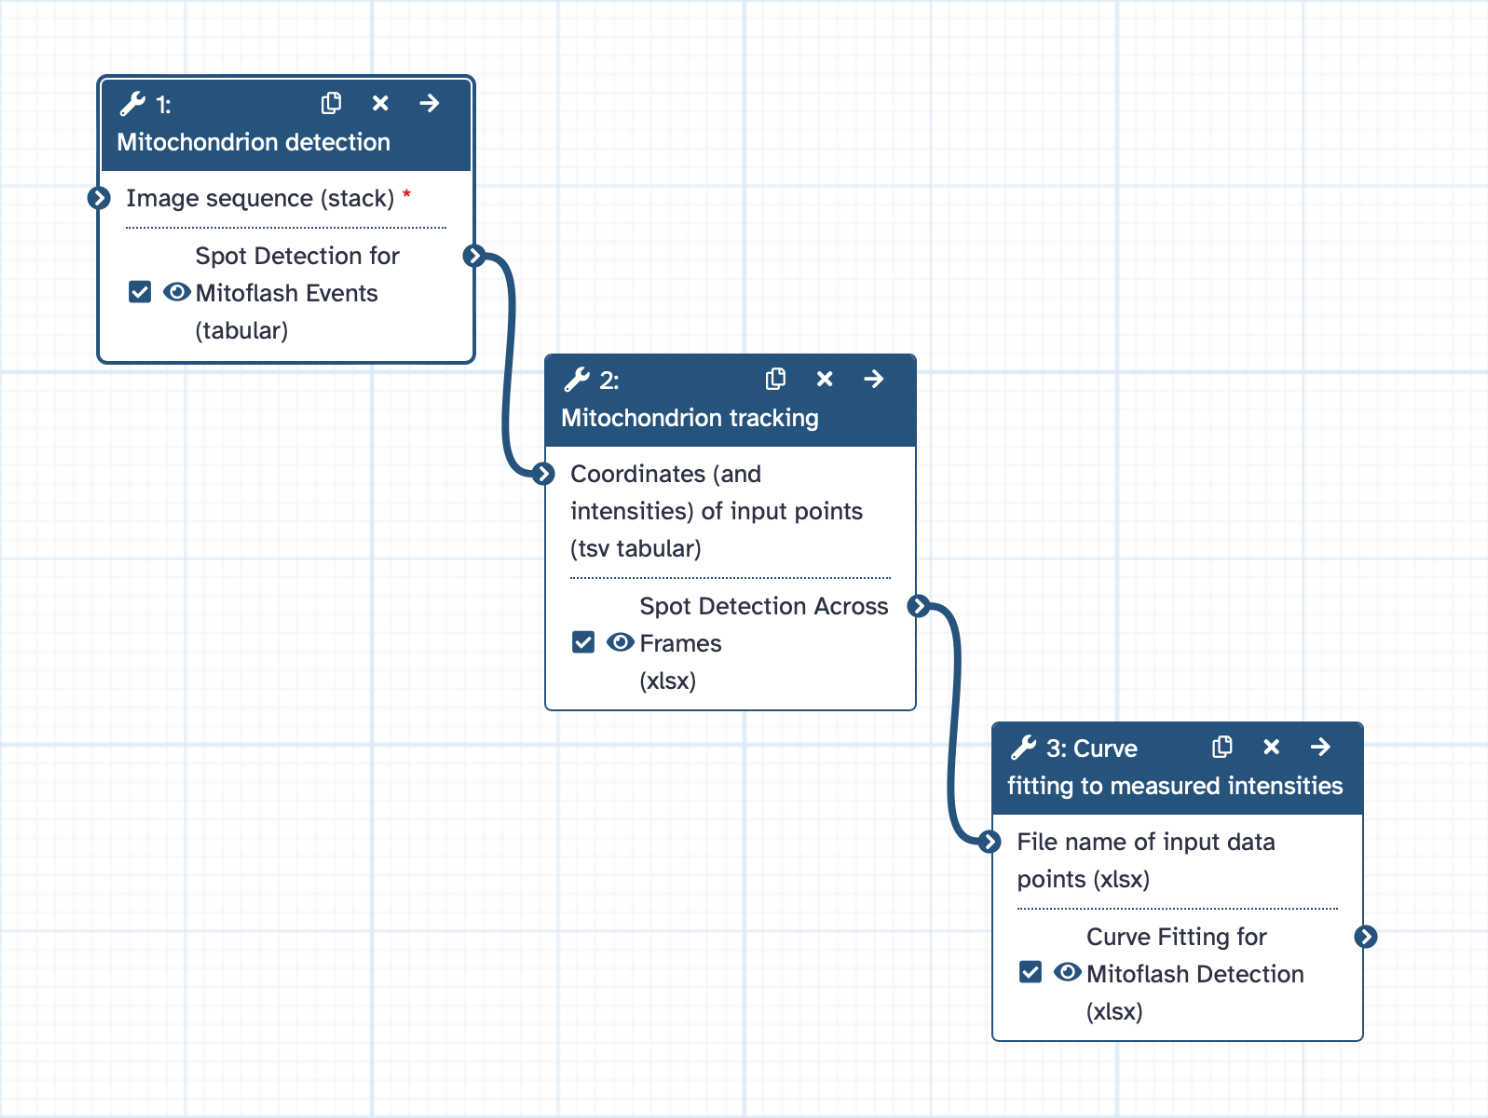 1:
Mitochondrion detection
Image sequence (stack) *
Spot Detection for
Mitoflash Events
(tabular)
2:
Mitochondrion tracking
Coordinates (and
intensities) of input points
(tsv tabular)
Spot Detection Across
Frames
(xlsx)
3: Curve
fitting to measured intensities
File name of input data
points (xlsx)
Curve Fitting for
Mitoflash Detection
(xlsx)